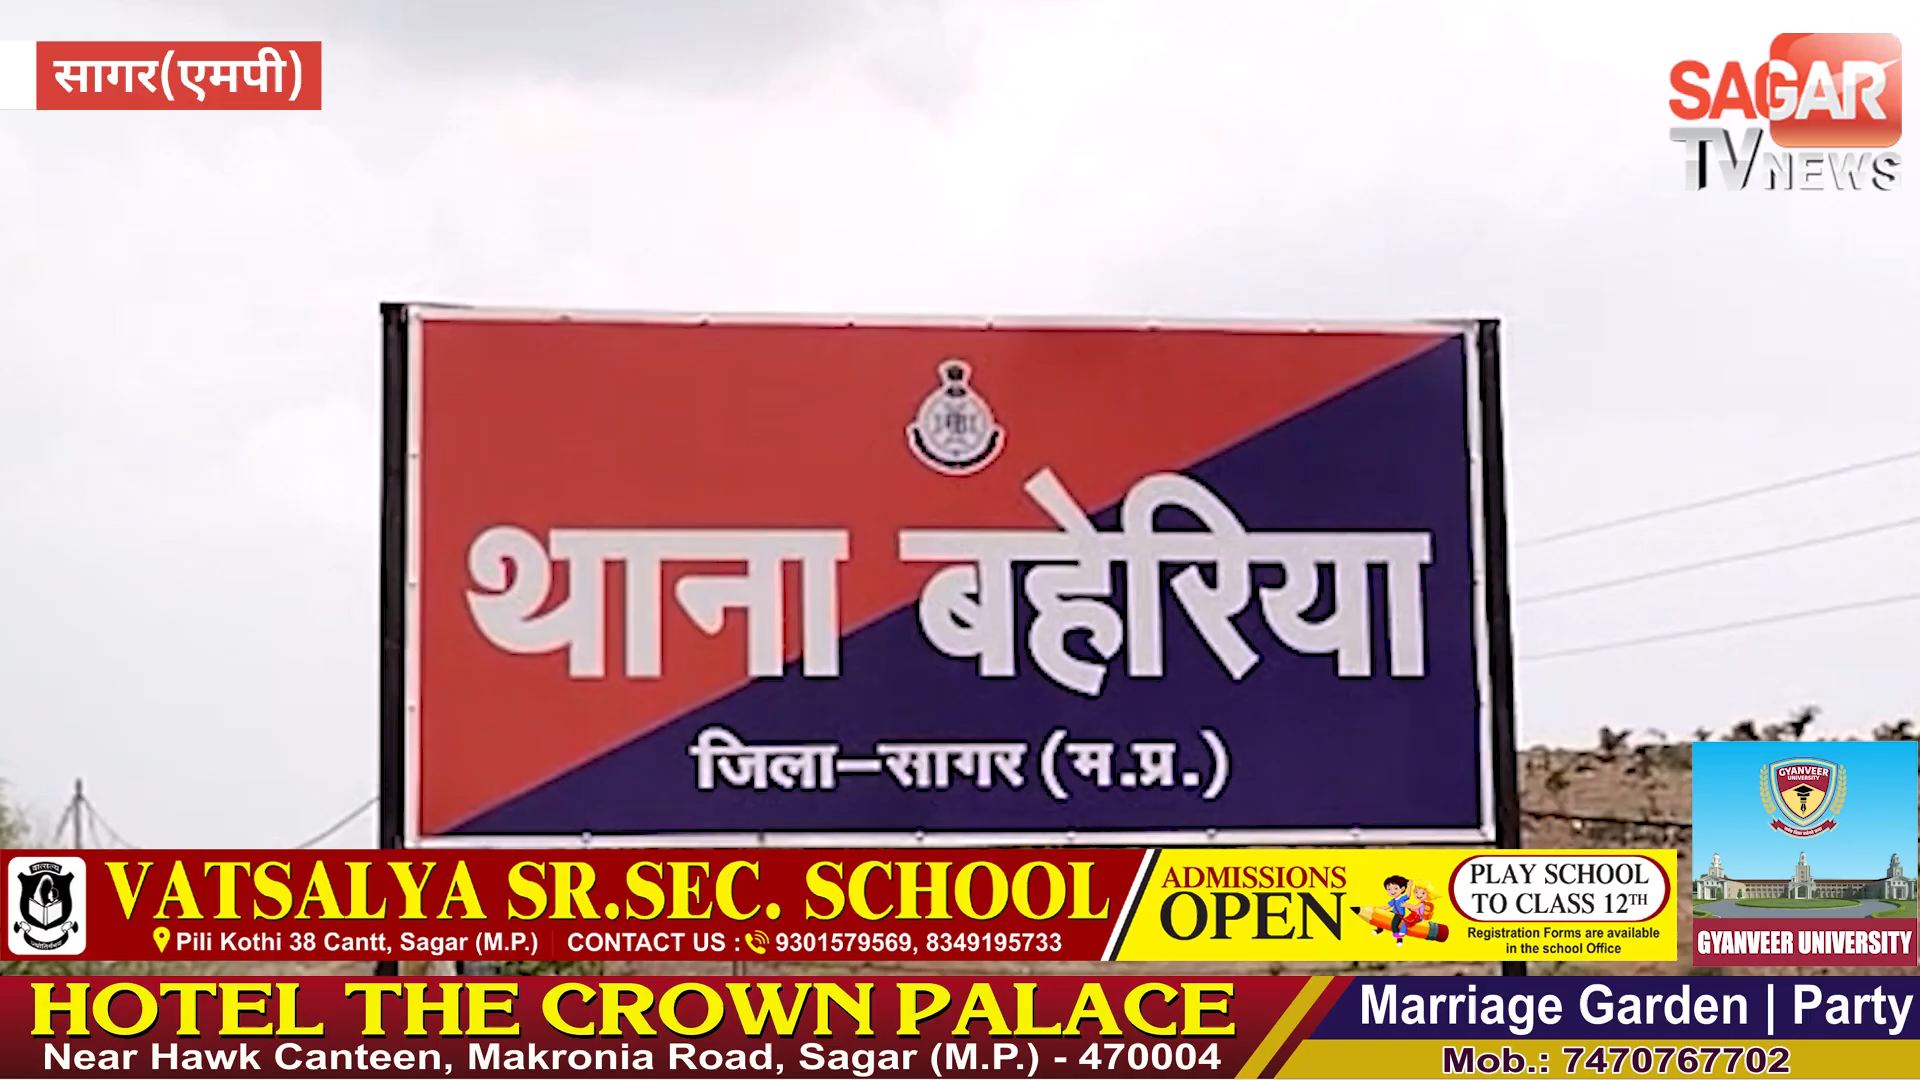 सागर(एमपी)
SAGAR
TV NEWS
थाना बहेरिया
जिला–सागर (म.प्र.)
GYANVEER
UNIVERSITY
GYANVEER UNIVERSITY
VATSALYA SR.SEC. SCHOOL
Pili Kothi 38 Cantt, Sagar (M.P.) CONTACT US : 9301579569, 8349195733
ADMISSIONS
OPEN
PLAY SCHOOL
TO CLASS 12TH
Registration Forms are available
in the school Office
HOTEL THE CROWN PALACE
Near Hawk Canteen, Makronia Road, Sagar (M.P.) - 470004
Marriage Garden | Party
Mob.: 7470767702